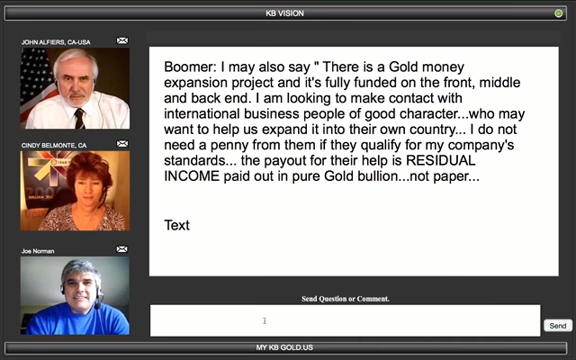 KB VISION
JOHN ALFIERS, CA-USA
CINDY BELMONTE, CA
Joe Norman
Boomer: I may also say " There is a Gold money
expansion project and it's fully funded on the front, middle
and back end. I am looking to make contact with
international business people of good character...who may
want to help us expand it into their own country... I do not
need a penny from them if they qualify for my company's
standards... the payout for their help is RESIDUAL
INCOME paid out in pure Gold bullion...not paper...
Text
Send Question or Comment.
Send
MY KB GOLD.US